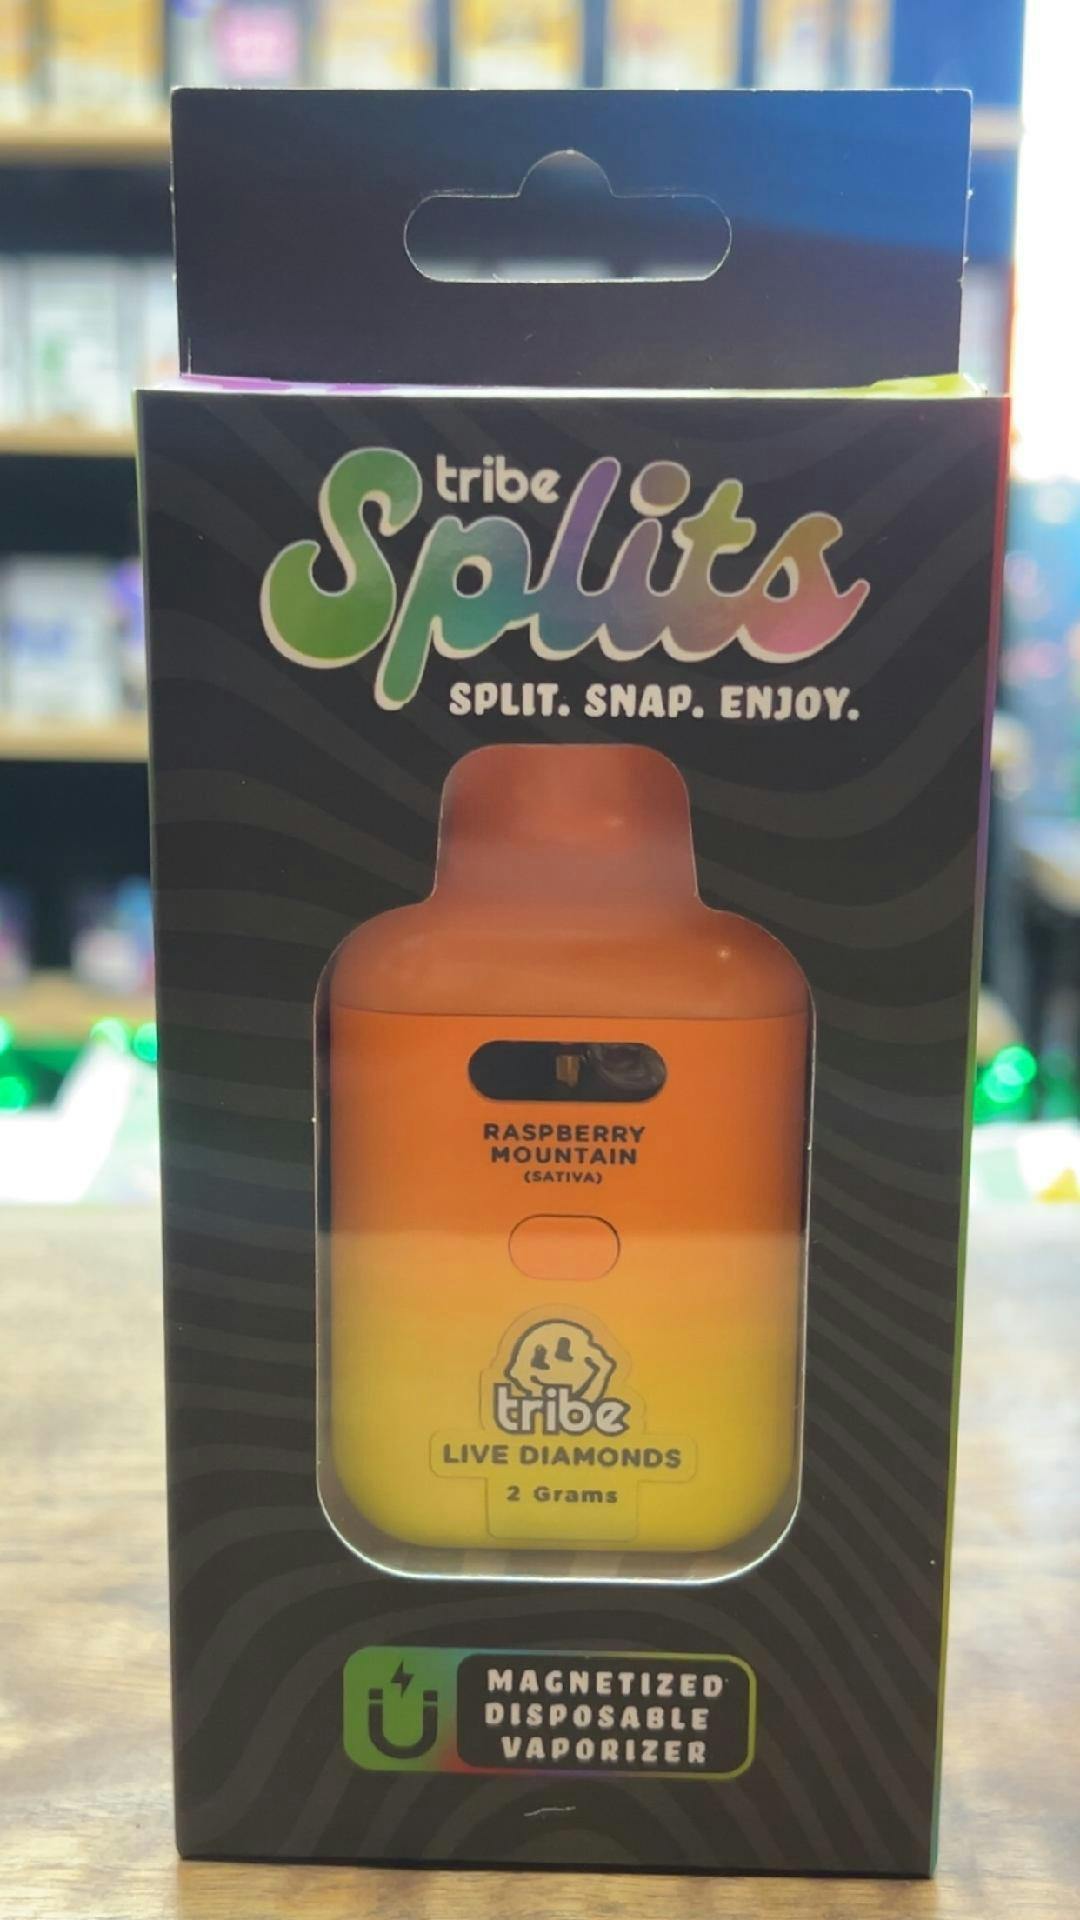 tribe
Splits
SPLIT. SNAP. ENJOY.
RASPBERRY
MOUNTAIN
(SATIVA)
tribe
LIVE DIAMONDS
2 Grams
MAGNETIZED
DISPOSABLE
VAPORIZER